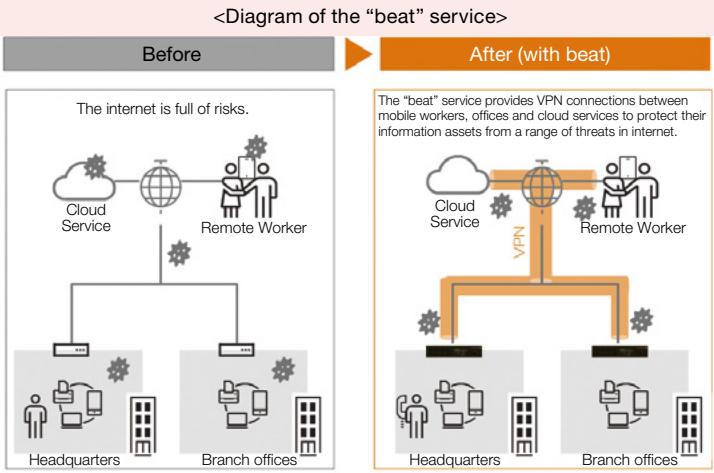 <Diagram of the “beat” service>
Before
After (with beat)
The internet is full of risks.
Cloud
Service
Remote Worker
Headquarters
Branch offices
The “beat” service provides VPN connections between
mobile workers, offices and cloud services to protect their
information assets from a range of threats in internet.
Cloud
Service
Remote Worker
VPN
Headquarters
Branch offices